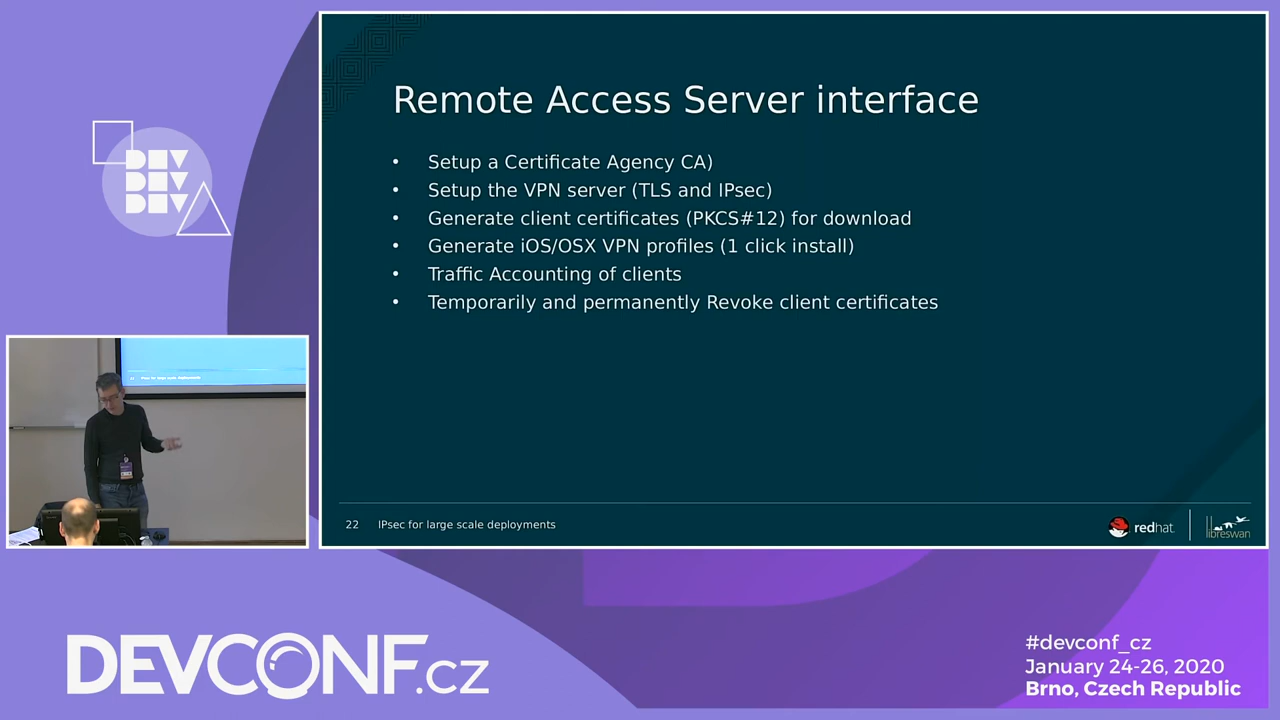 DEV
DEV
DEV
Remote Access Server interface
• Setup a Certificate Agency CA)
• Setup the VPN server (TLS and IPsec)
• Generate client certificates (PKCS#12) for download
• Generate iOS/OSX VPN profiles (1 click install)
• Traffic Accounting of clients
• Temporarily and permanently Revoke client certificates
22 IPsec for large scale deployments
redhat.
libreswan
DEVCONF.cz
#devconf_cz
January 24-26, 2020
Brno, Czech Republic